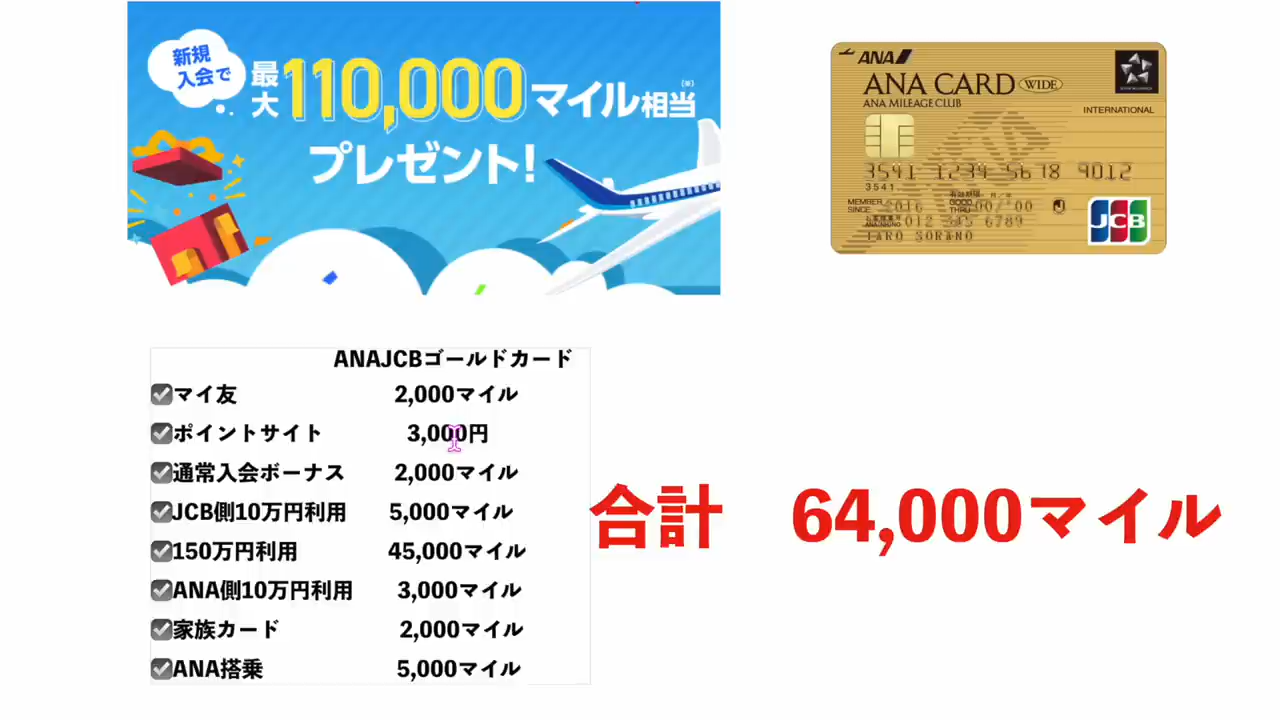 新規
入会で
最大110,000マイル相当(※)
プレゼント!
ANA
ANA CARD WIDE
ANA MILEAGE CLUB
INTERNATIONAL
3541 1234 5678 9012
3541
MEMBER SINCE 2016 GOOD THRU 00/00
012 345 6789
TARO SORANO
JCB
ANAJCBゴールドカード
マイ友 2,000マイル
ポイントサイト 3,000円
通常入会ボーナス 2,000マイル
JCB側10万円利用 5,000マイル
150万円利用 45,000マイル
ANA側10万円利用 3,000マイル
家族カード 2,000マイル
ANA搭乗 5,000マイル
合計 64,000マイル